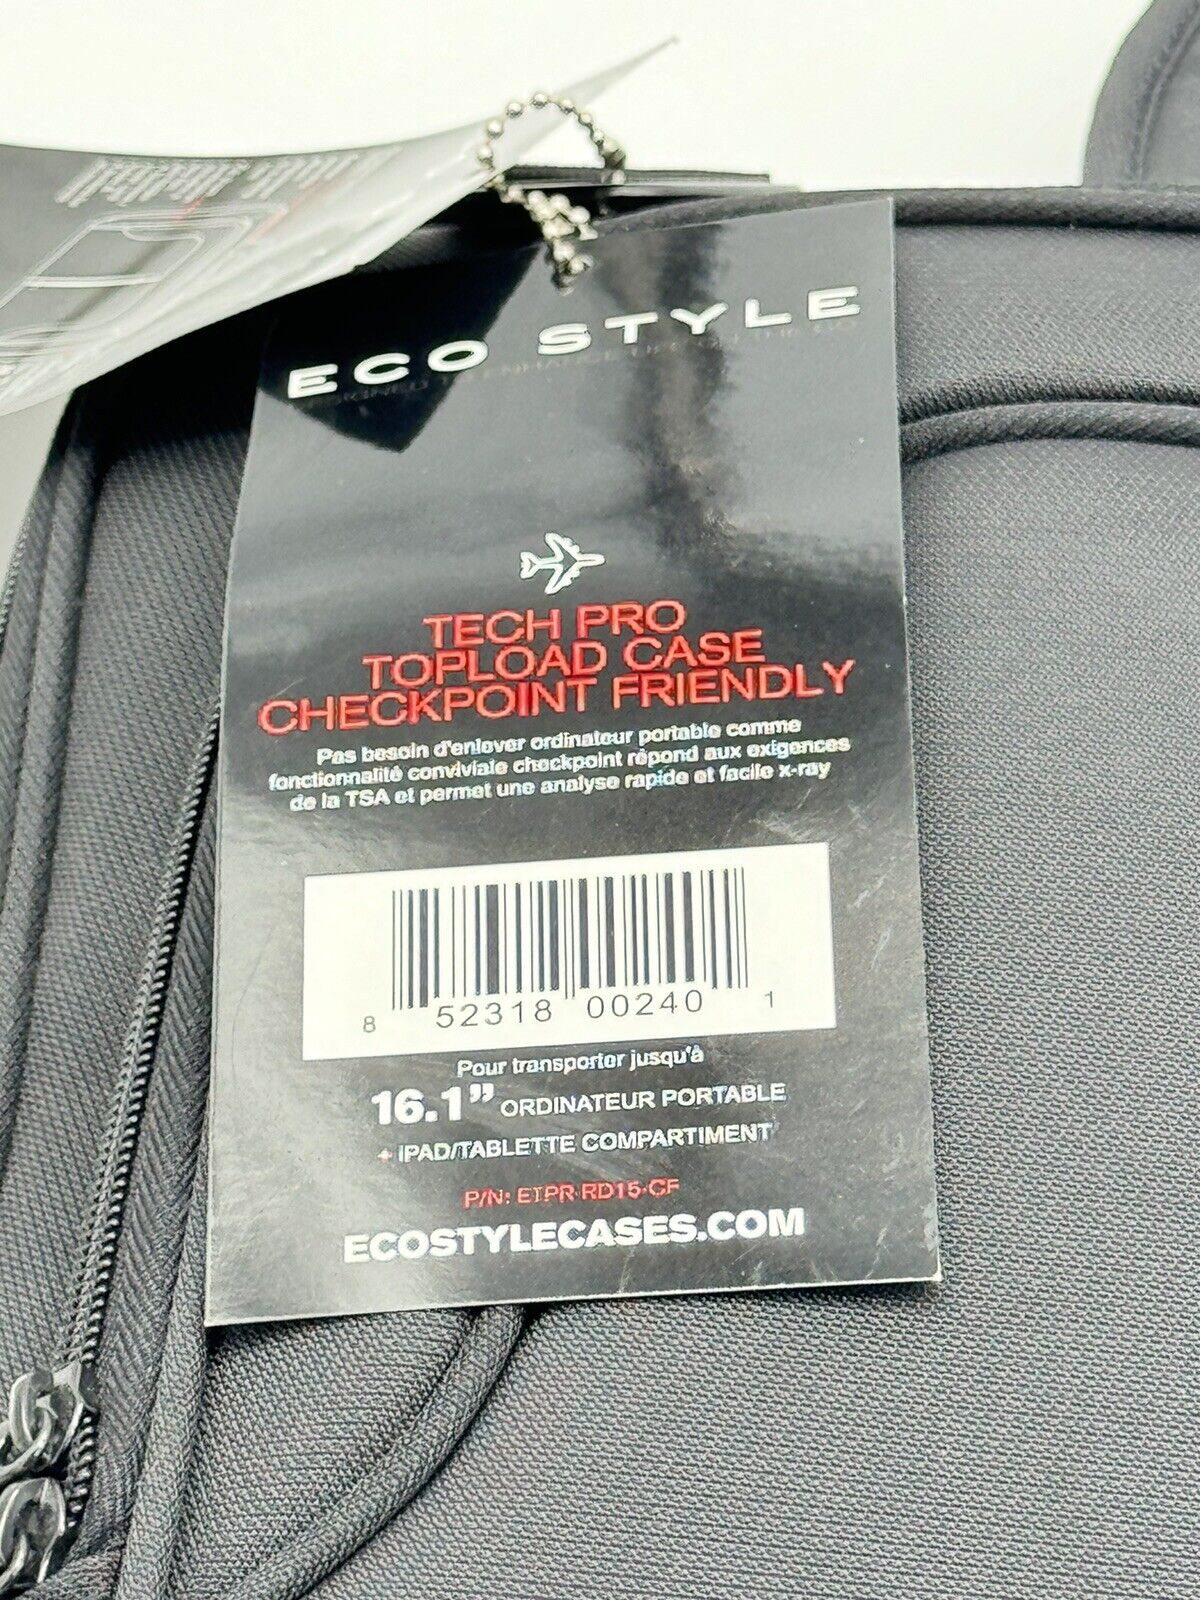 ECO STYLE
TECH PRO
TOPLOAD CASE
CHECKPOINT FRIENDLY
Pas besoin d'enlever ordinateur portable comme
fonctionnalité conviviale checkpoint répond aux exigences
de la TSA et permet une analyse rapide et facile x-ray
8 52318 00240 1
Pour transporter jusqu'à
16.1” ORDINATEUR PORTABLE
+ IPAD/TABLETTE COMPARTIMENT
P/N: ETPR-RD15-CF
ECOSTYLECASES.COM